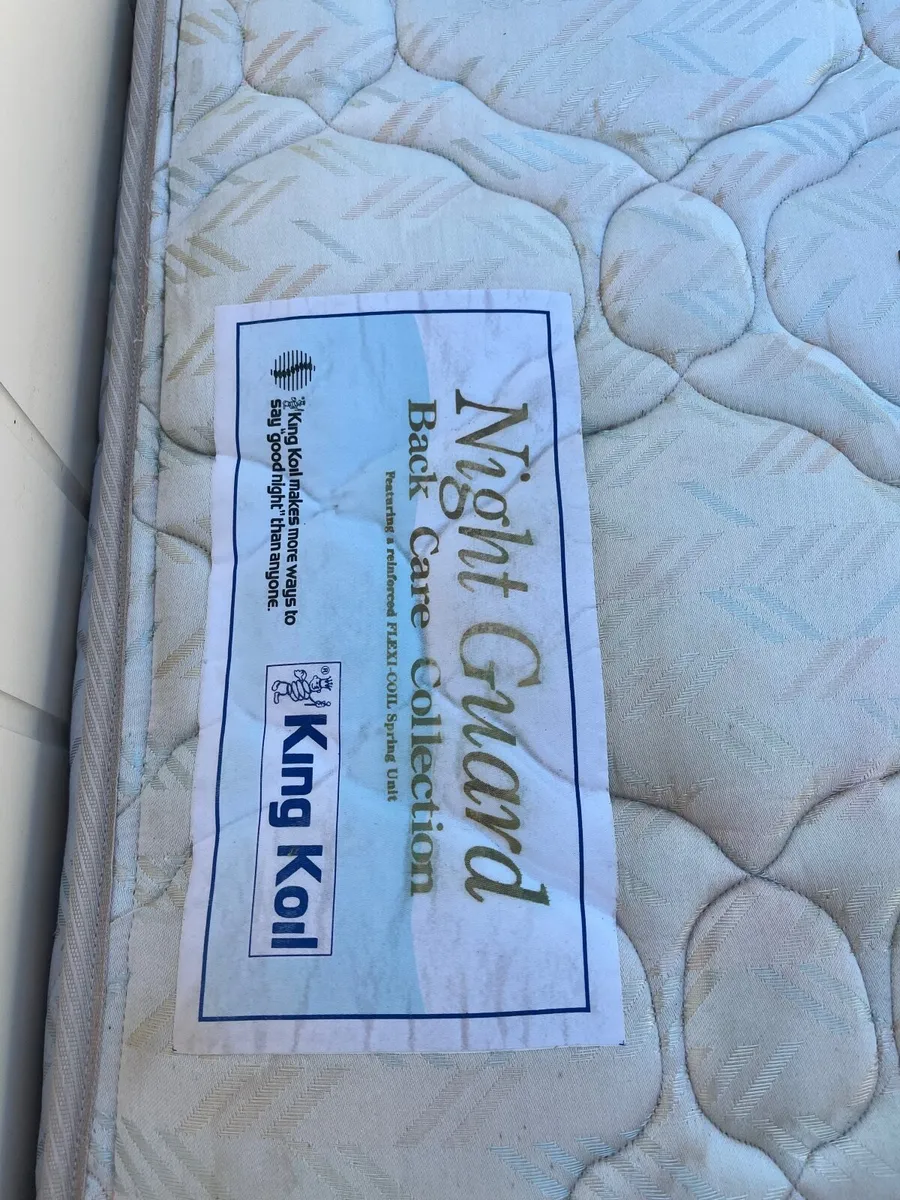 Night Guard
Back Care Collection
Featuring a reinforced FLEXI-COIL Spring Unit
King Koil makes more ways to
say "good night" than anyone.
®
King Koil